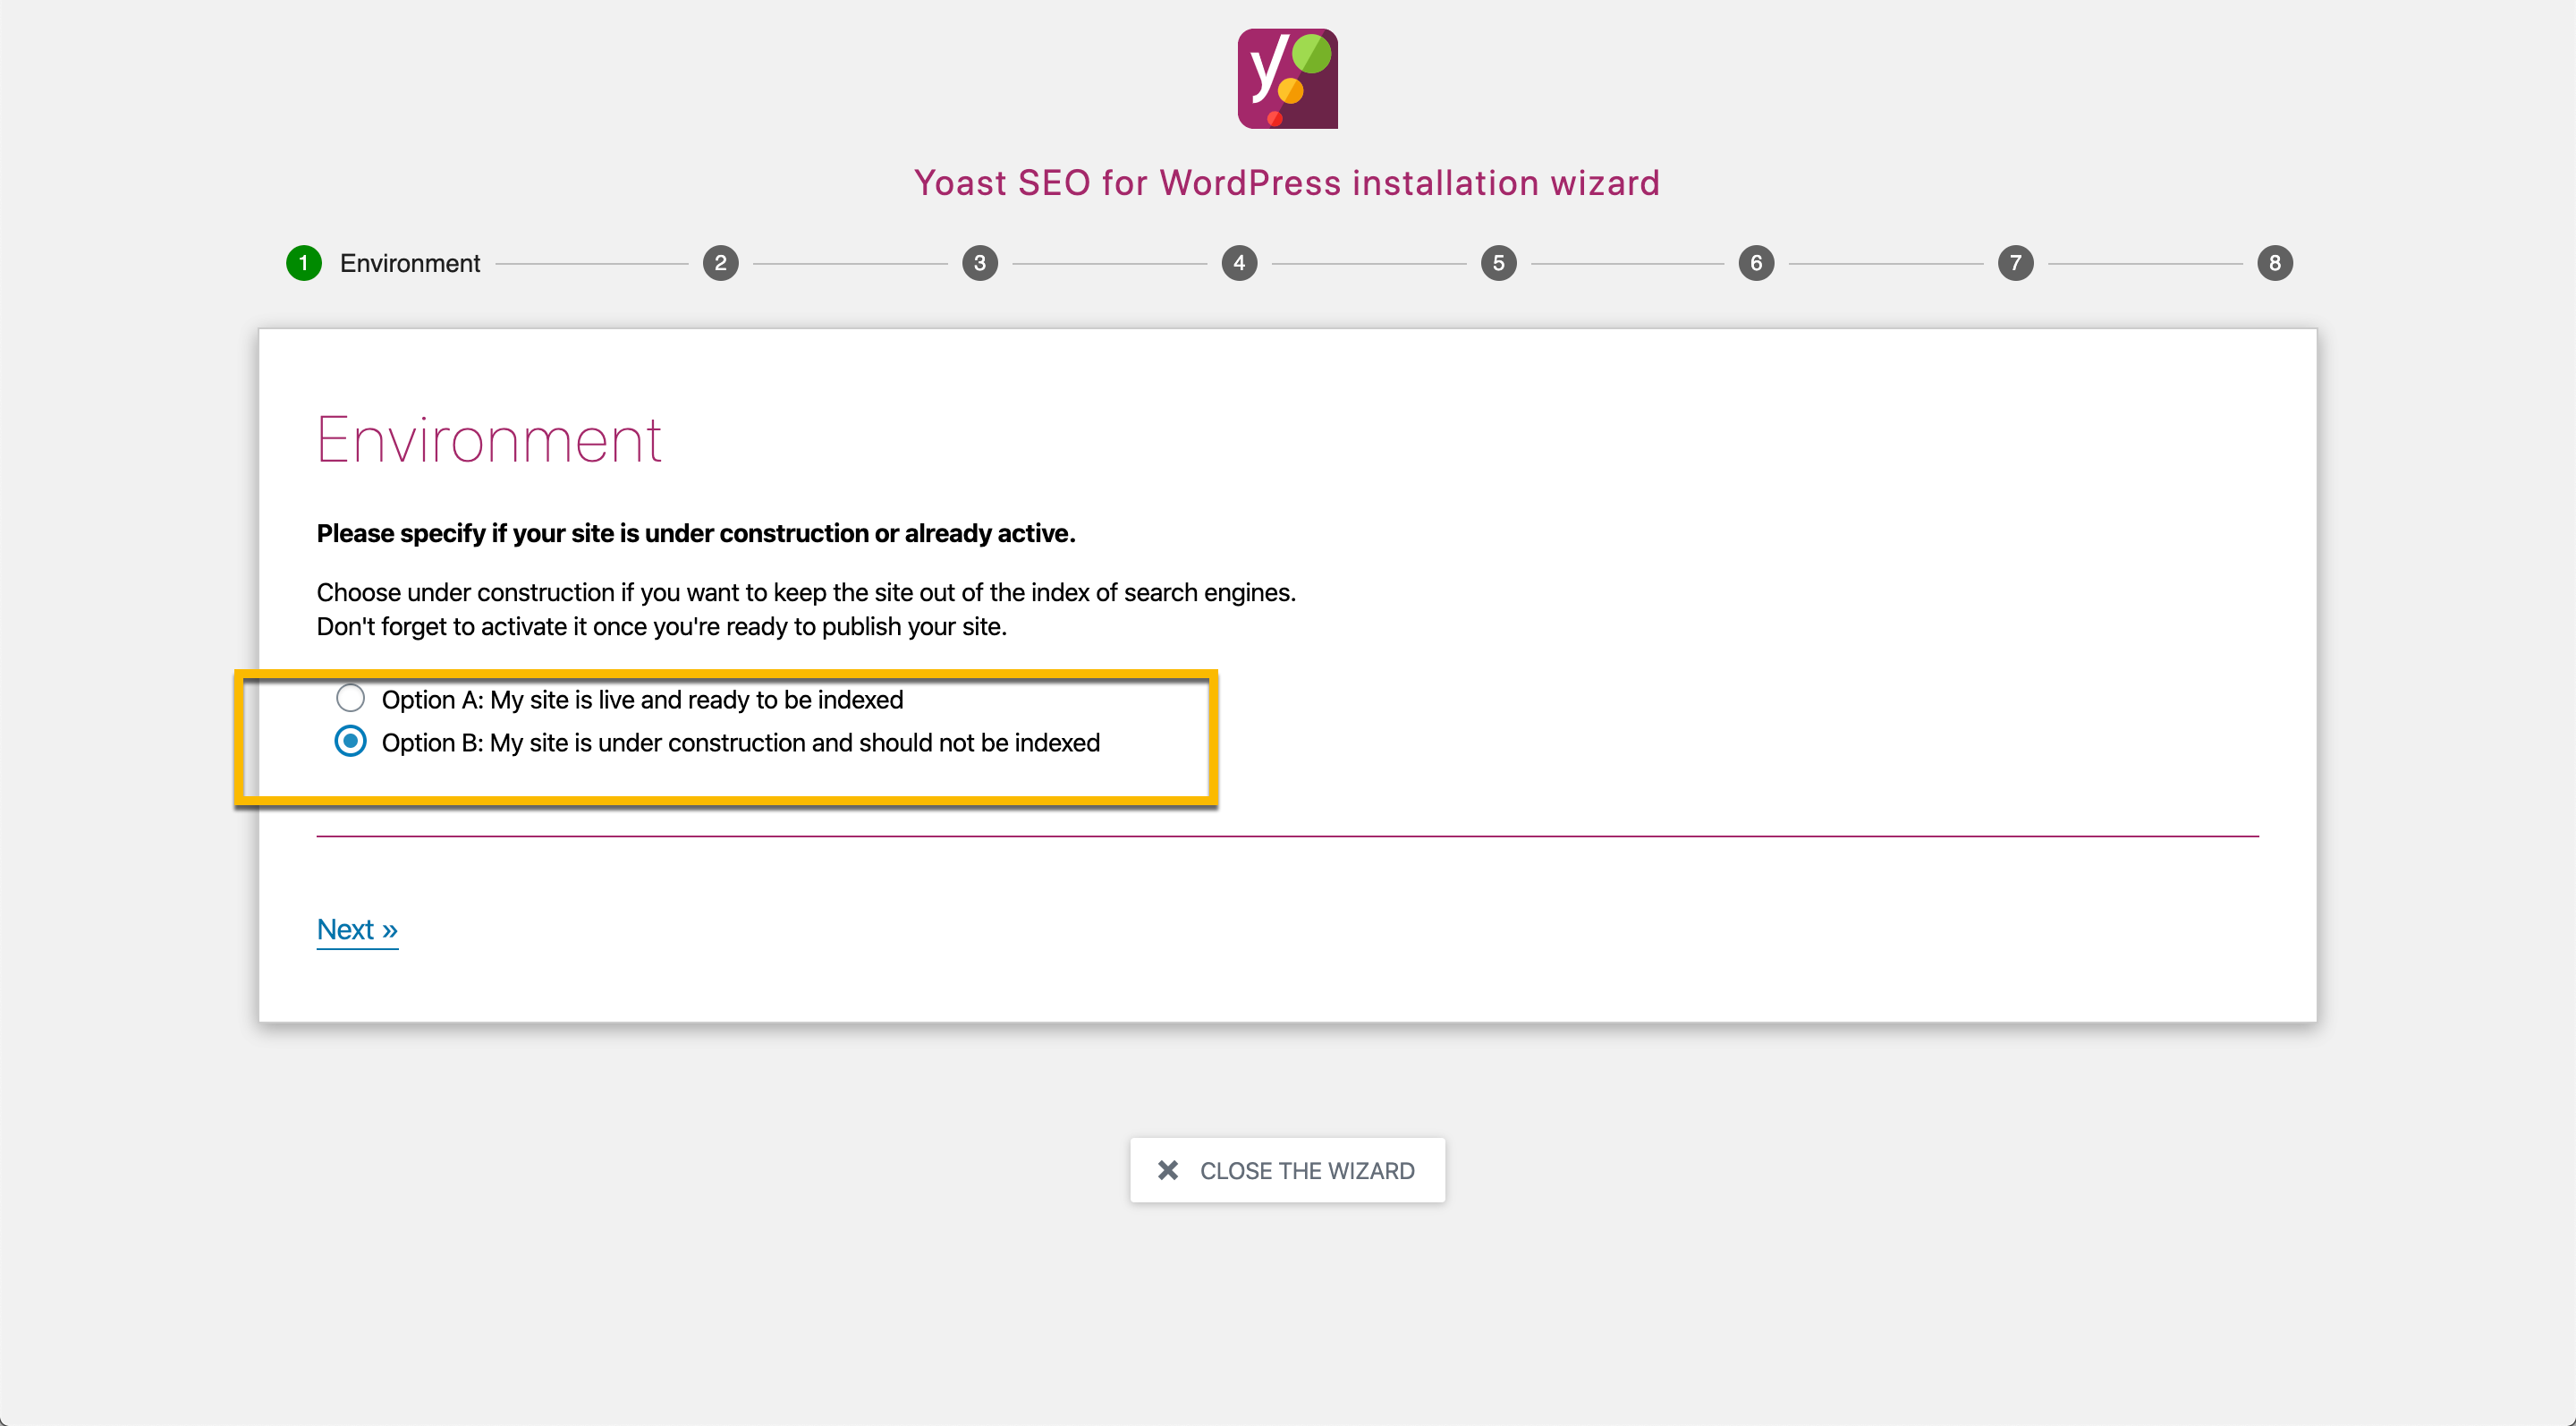 y
Yoast SEO for WordPress installation wizard
1 Environment 2 3 4 5 6 7 8
Environment
Please specify if your site is under construction or already active.
Choose under construction if you want to keep the site out of the index of search engines.
Don't forget to activate it once you're ready to publish your site.
Option A: My site is live and ready to be indexed
Option B: My site is under construction and should not be indexed
Next »
CLOSE THE WIZARD